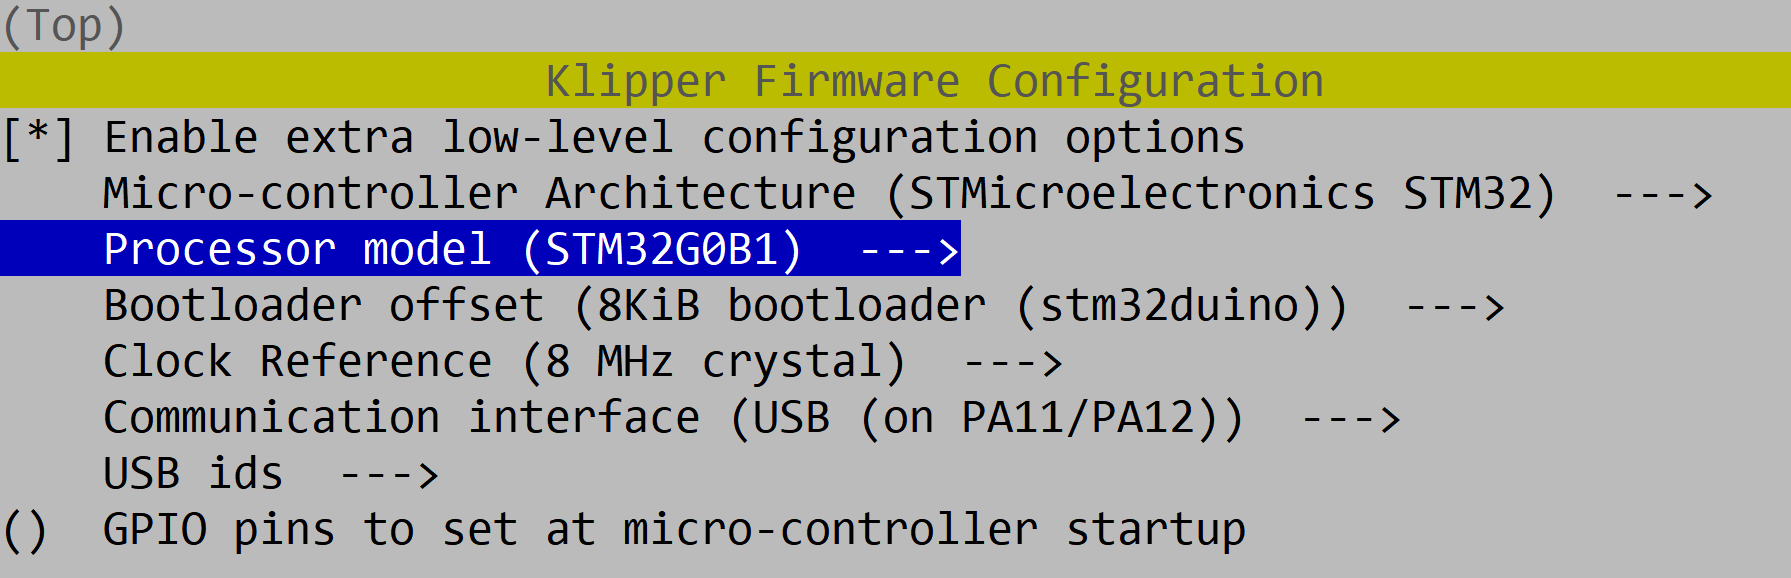 (Top)
Klipper Firmware Configuration
[*] Enable extra low-level configuration options
Micro-controller Architecture (STMicroelectronics STM32)  --->
Processor model (STM32G0B1)  --->
Bootloader offset (8KiB bootloader (stm32duino))  --->
Clock Reference (8 MHz crystal)  --->
Communication interface (USB (on PA11/PA12))  --->
USB ids  --->
()  GPIO pins to set at micro-controller startup